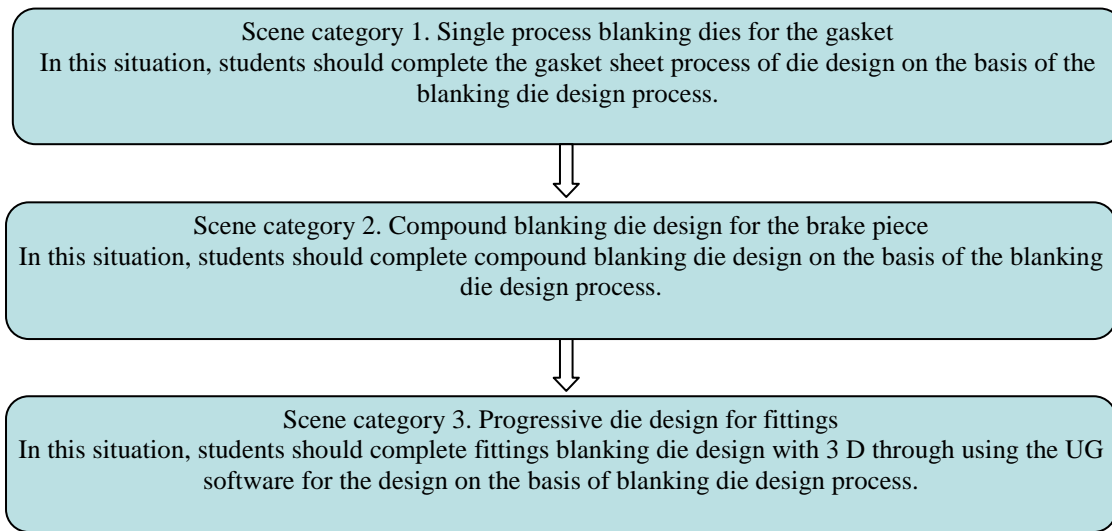 Scene category 1. Single process blanking dies for the gasket
In this situation, students should complete the gasket sheet process of die design on the basis of the
blanking die design process.
Scene category 2. Compound blanking die design for the brake piece
In this situation, students should complete compound blanking die design on the basis of the blanking
die design process.
Scene category 3. Progressive die design for fittings
In this situation, students should complete fittings blanking die design with 3 D through using the UG
software for the design on the basis of blanking die design process.